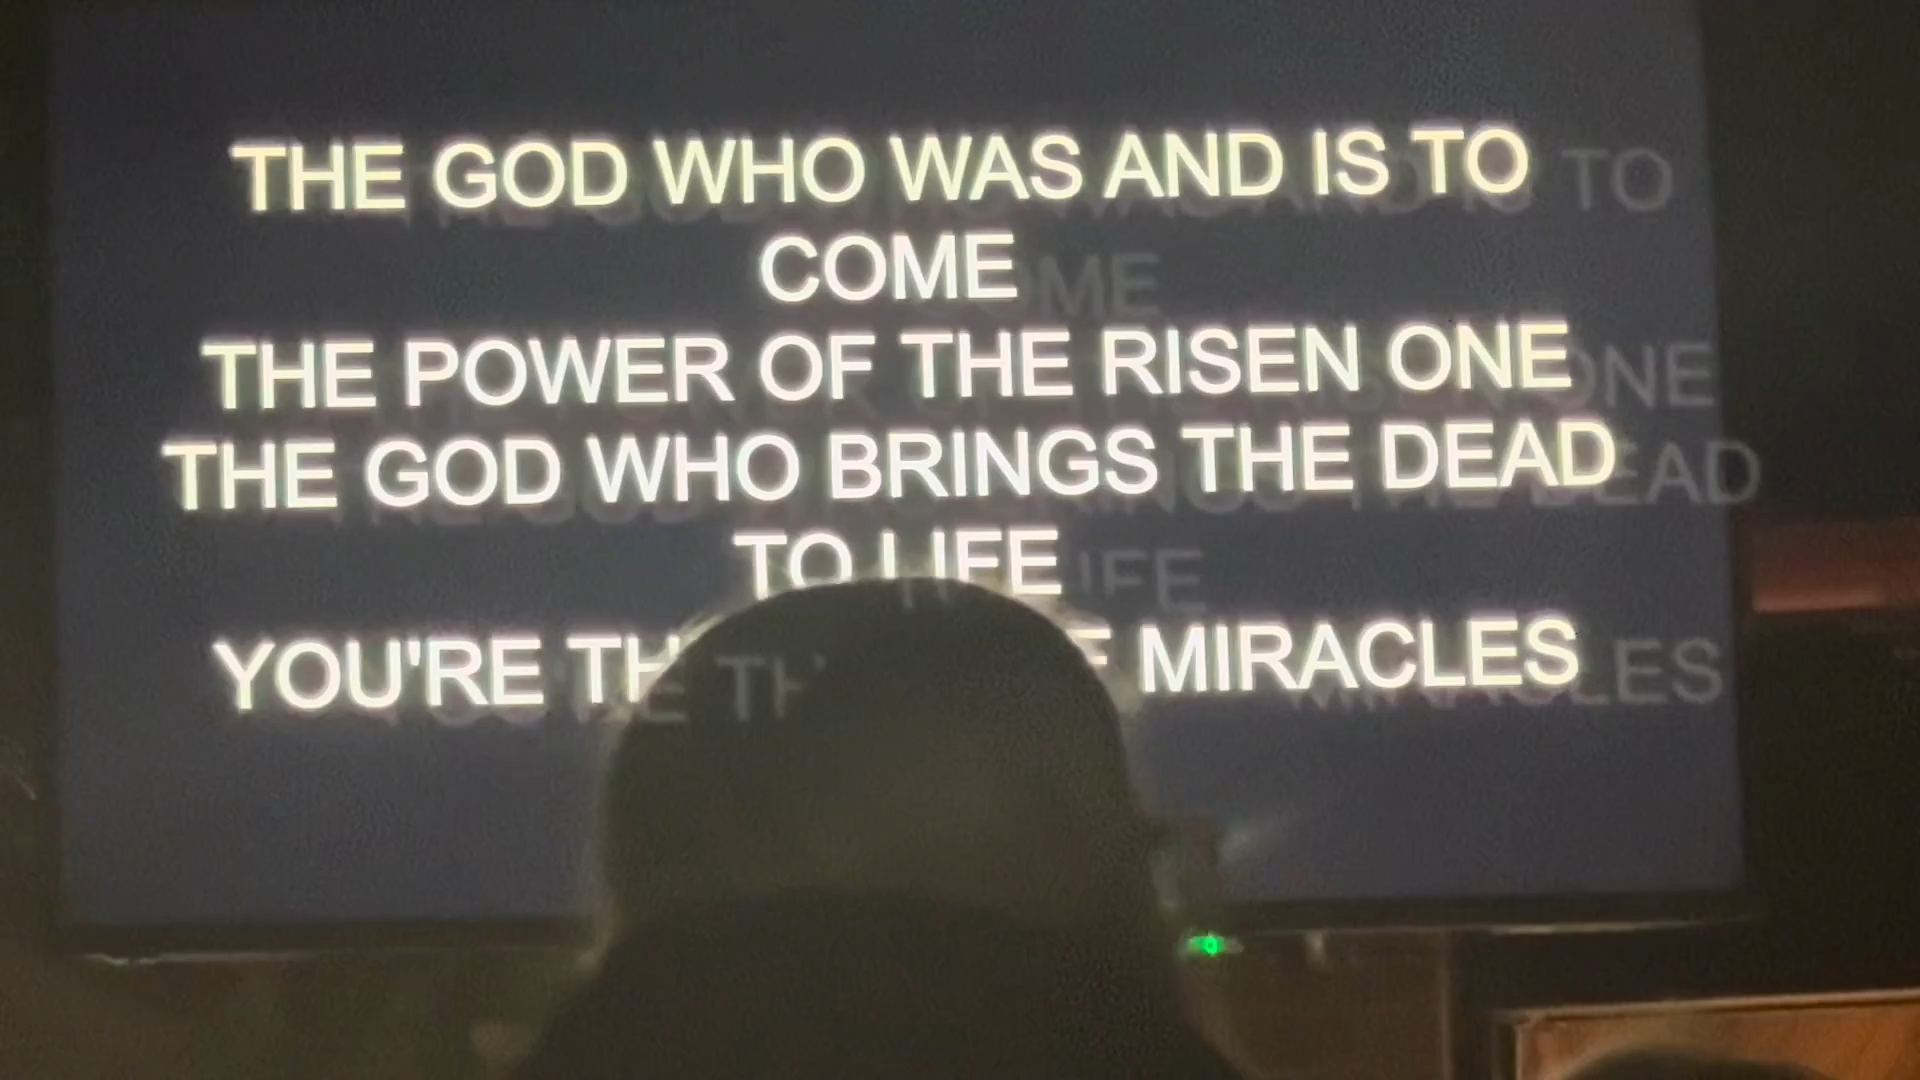 THE GOD WHO WAS AND IS TO
COME
THE POWER OF THE RISEN ONE
THE GOD WHO BRINGS THE DEAD
TO LIFE
YOU'RE MIRACLES